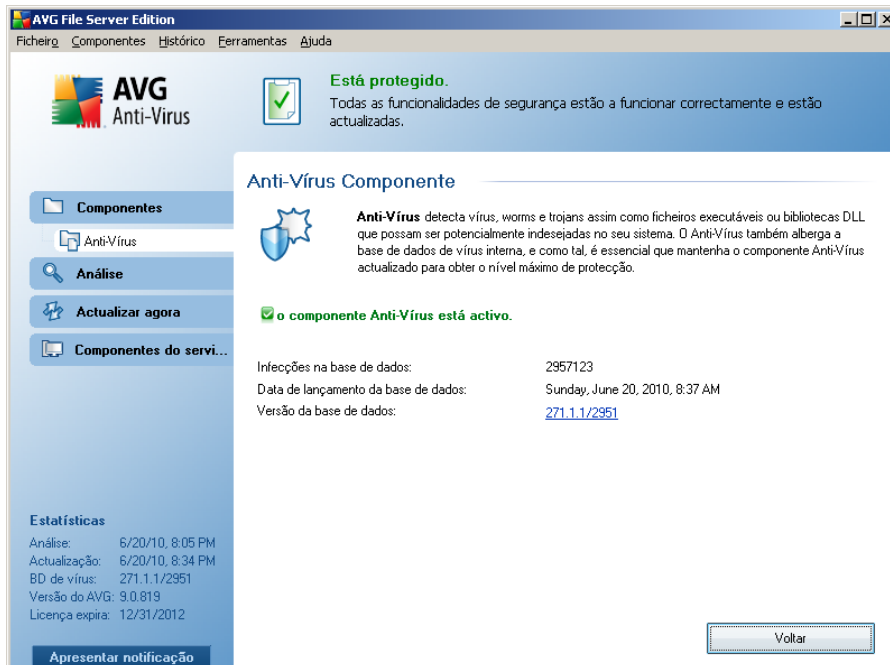 AVG File Server Edition
Ficheiro Componentes Histórico Ferramentas Ajuda
AVG
Anti-Virus
Está protegido.
Todas as funcionalidades de segurança estão a funcionar correctamente e estão
actualizadas.
Componentes
Anti-Vírus
Análise
Actualizar agora
Componentes do servi...
Anti-Vírus Componente
Anti-Vírus detecta vírus, worms e trojans assim como ficheiros executáveis ou bibliotecas DLL
que possam ser potencialmente indesejadas no seu sistema. O Anti-Vírus também alberga a
base de dados de vírus interna, e como tal, é essencial que mantenha o componente Anti-Vírus
actualizado para obter o nível máximo de protecção.
o componente Anti-Vírus está activo.
Infecções na base de dados: 2957123
Data de lançamento da base de dados: Sunday, June 20, 2010, 8:37 AM
Versão da base de dados: 271.1.1/2951
Estatísticas
Análise: 6/20/10, 8:05 PM
Actualização: 6/20/10, 8:34 PM
BD de vírus: 271.1.1/2951
Versão do AVG: 9.0.819
Licença expira: 12/31/2012
Apresentar notificação
Voltar